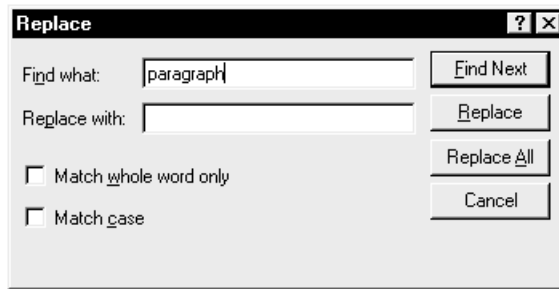 Replace
Find what: paragraph Find Next
Replace with: Replace
Match whole word only Replace All
Match case Cancel